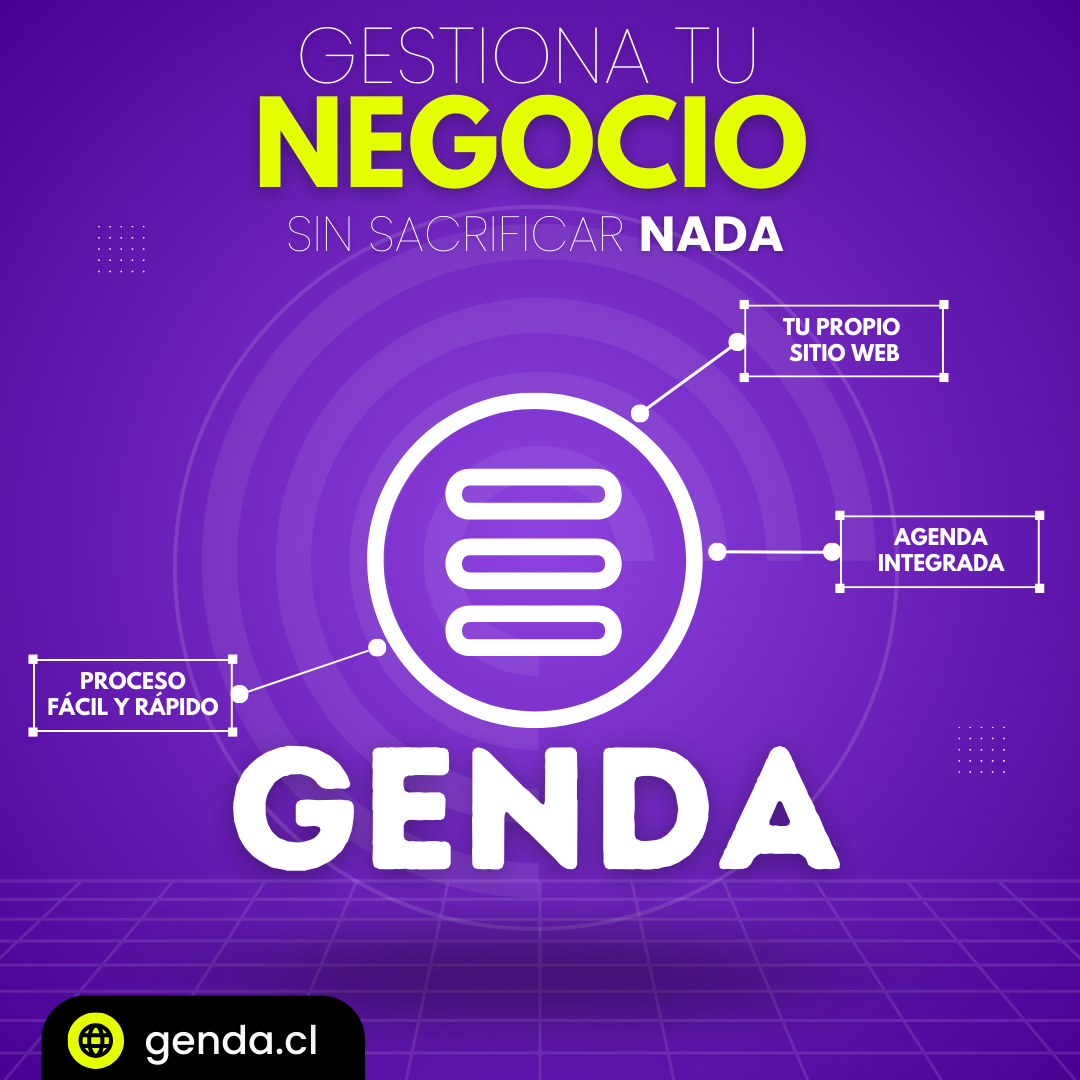 GESTIONA TU
NEGOCIO
SIN SACRIFICAR NADA
TU PROPIO
SITIO WEB
AGENDA
INTEGRADA
PROCESO
FÁCIL Y RÁPIDO
GENDA
genda.cl